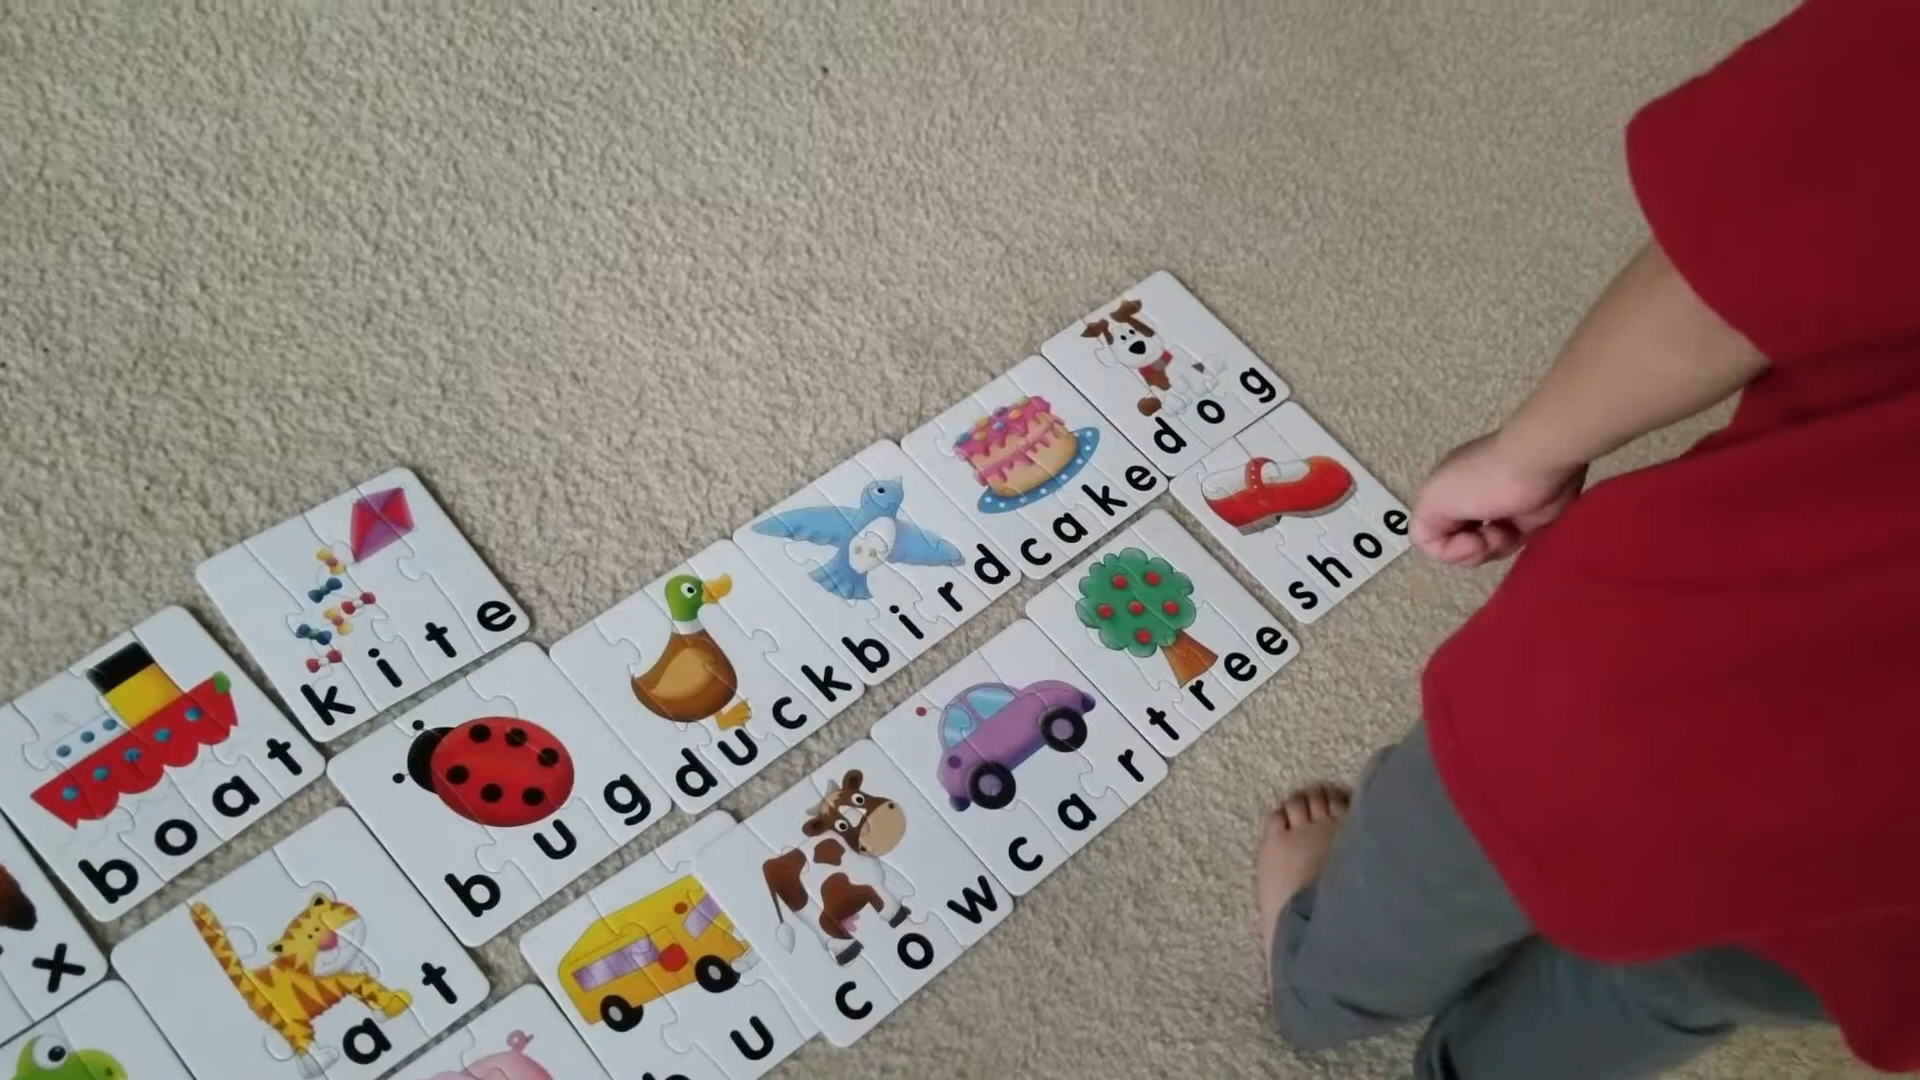 dog
cake
shoe
bird
tree
kite
duck
car
boat
bug
cow
x
at
bu